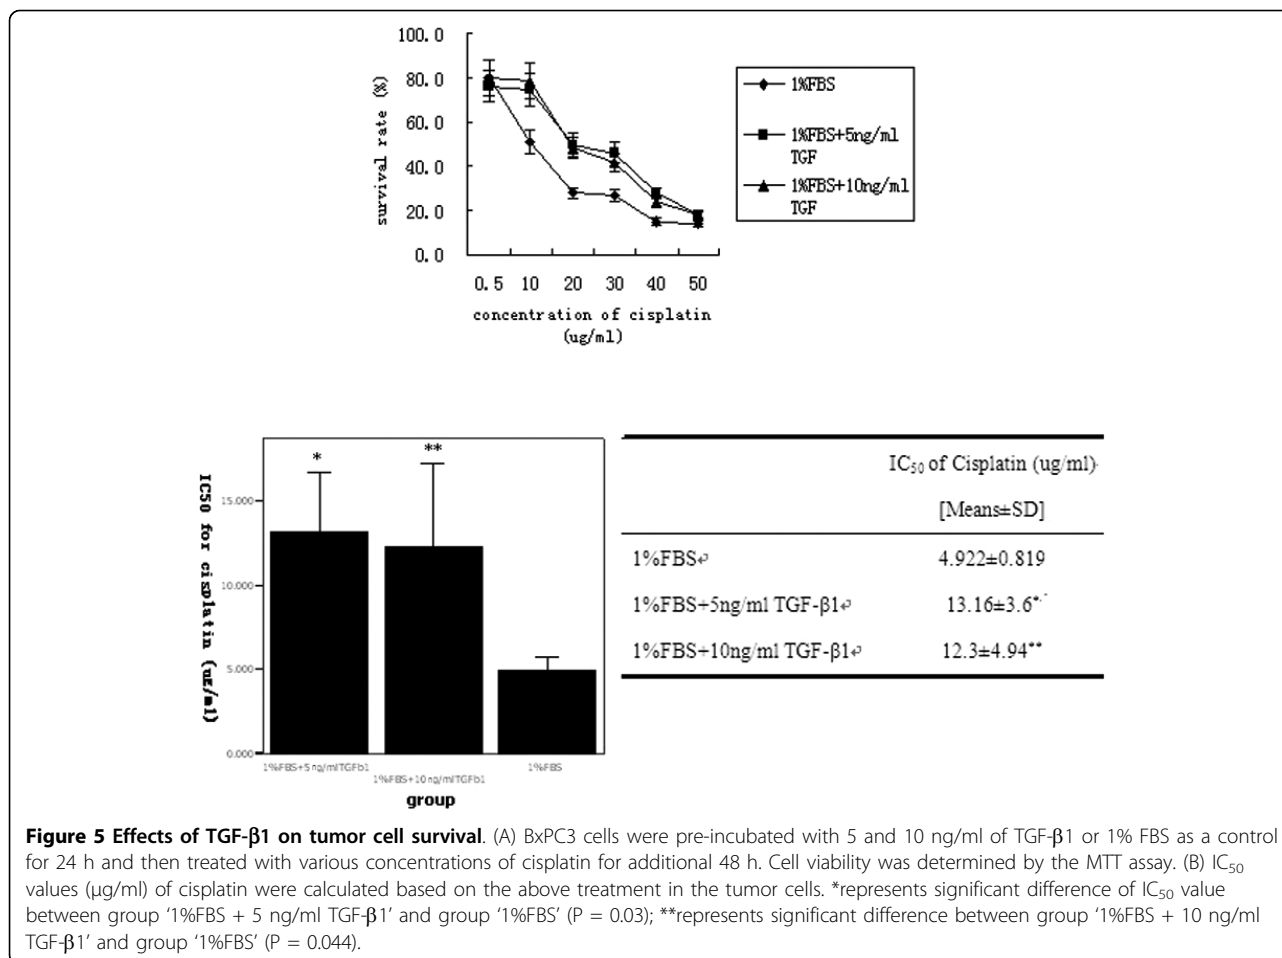 100.0
80.0
60.0
40.0
20.0
0.0
survival rate (%)
0.5 10 20 30 40 50
concentration of cisplatin
(ug/ml)
1%FBS
1%FBS+5ng/ml
TGF
1%FBS+10ng/ml
TGF
* **
15.000
10.000
5.000
0.000
IC50 for cisplatin (ug/ml)
1%FBS+5ng/mlTGFb1 1%FBS+10ng/mlTGFb1 1%FBS
group
IC50 of Cisplatin (ug/ml)
[Means±SD]
1%FBS↵ 4.922±0.819
1%FBS+5ng/ml TGF-β1↵ 13.16±3.6*
1%FBS+10ng/ml TGF-β1↵ 12.3±4.94**
Figure 5 Effects of TGF-β1 on tumor cell survival. (A) BxPC3 cells were pre-incubated with 5 and 10 ng/ml of TGF-β1 or 1% FBS as a control
for 24 h and then treated with various concentrations of cisplatin for additional 48 h. Cell viability was determined by the MTT assay. (B) IC50
values (μg/ml) of cisplatin were calculated based on the above treatment in the tumor cells. *represents significant difference of IC50 value
between group ‘1%FBS + 5 ng/ml TGF-β1’ and group ‘1%FBS’ (P = 0.03); **represents significant difference between group ‘1%FBS + 10 ng/ml
TGF-β1’ and group ‘1%FBS’ (P = 0.044).